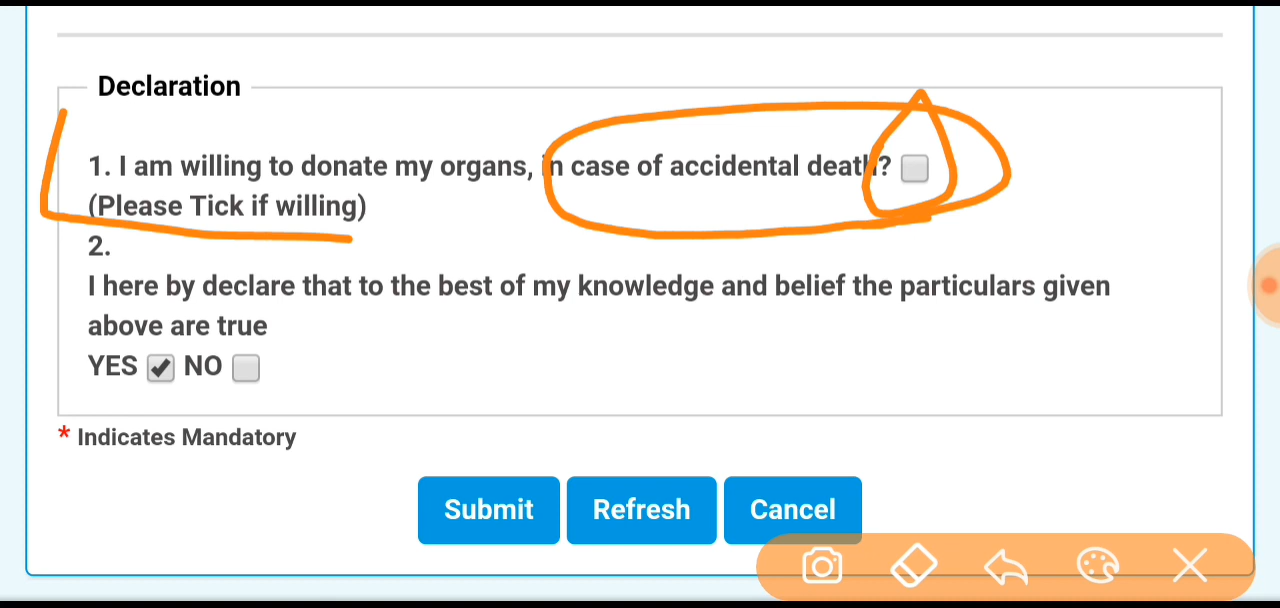 Declaration
1. I am willing to donate my organs, in case of accidental death?
(Please Tick if willing)
2.
I here by declare that to the best of my knowledge and belief the particulars given
above are true
YES NO
* Indicates Mandatory
Submit Refresh Cancel